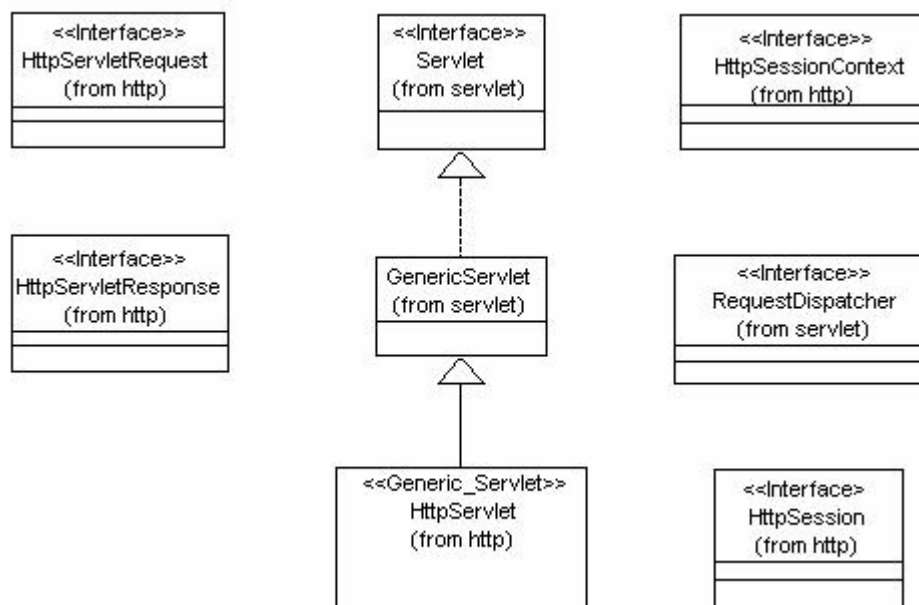 <<Interface>>
HttpServletRequest
(from http)
<<Interface>>
Servlet
(from servlet)
<<Interface>>
HttpSessionContext
(from http)
<<Interface>>
HttpServletResponse
(from http)
GenericServlet
(from servlet)
<<Interface>>
RequestDispatcher
(from servlet)
<<Generic_Servlet>>
HttpServlet
(from http)
<<Interface>
HttpSession
(from http)